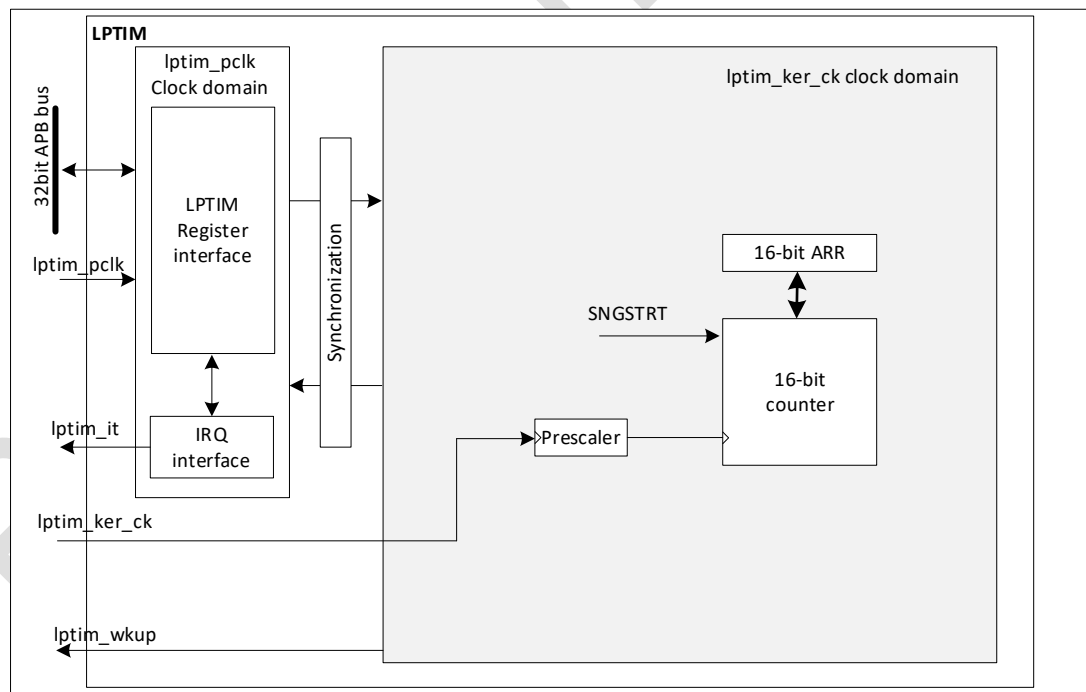 LPTIM
lptim_pclk
Clock domain
lptim_ker_ck clock domain
32bit APB bus
LPTIM
Register
interface
Synchronization
16-bit ARR
lptim_pclk
SNGSTRT
16-bit
counter
lptim_it
IRQ
interface
Prescaler
lptim_ker_ck
lptim_wkup